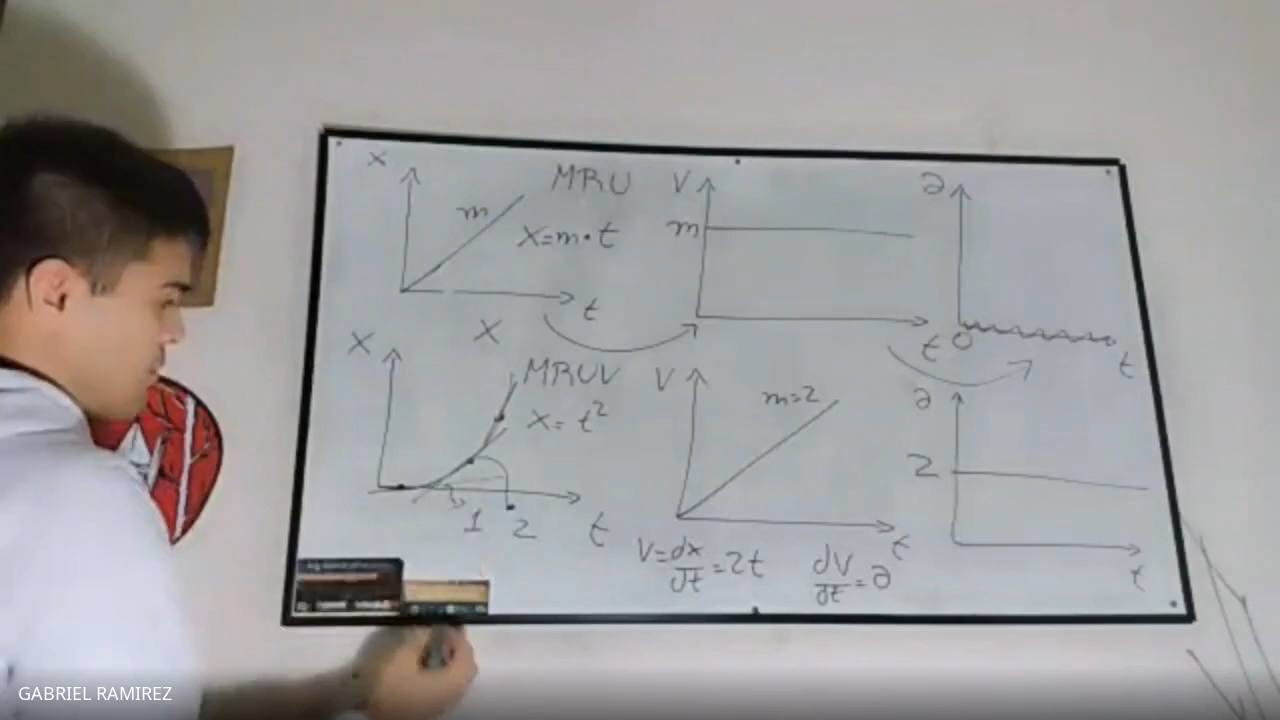 x
MRU
m
x=m·t
t
V
m
t
a
0
t
x
x
MRUV
x= t²
1
2
t
V
m=2
t
V=dx/dt=2t
dV/dt=a
a
2
t
GABRIEL RAMIREZ